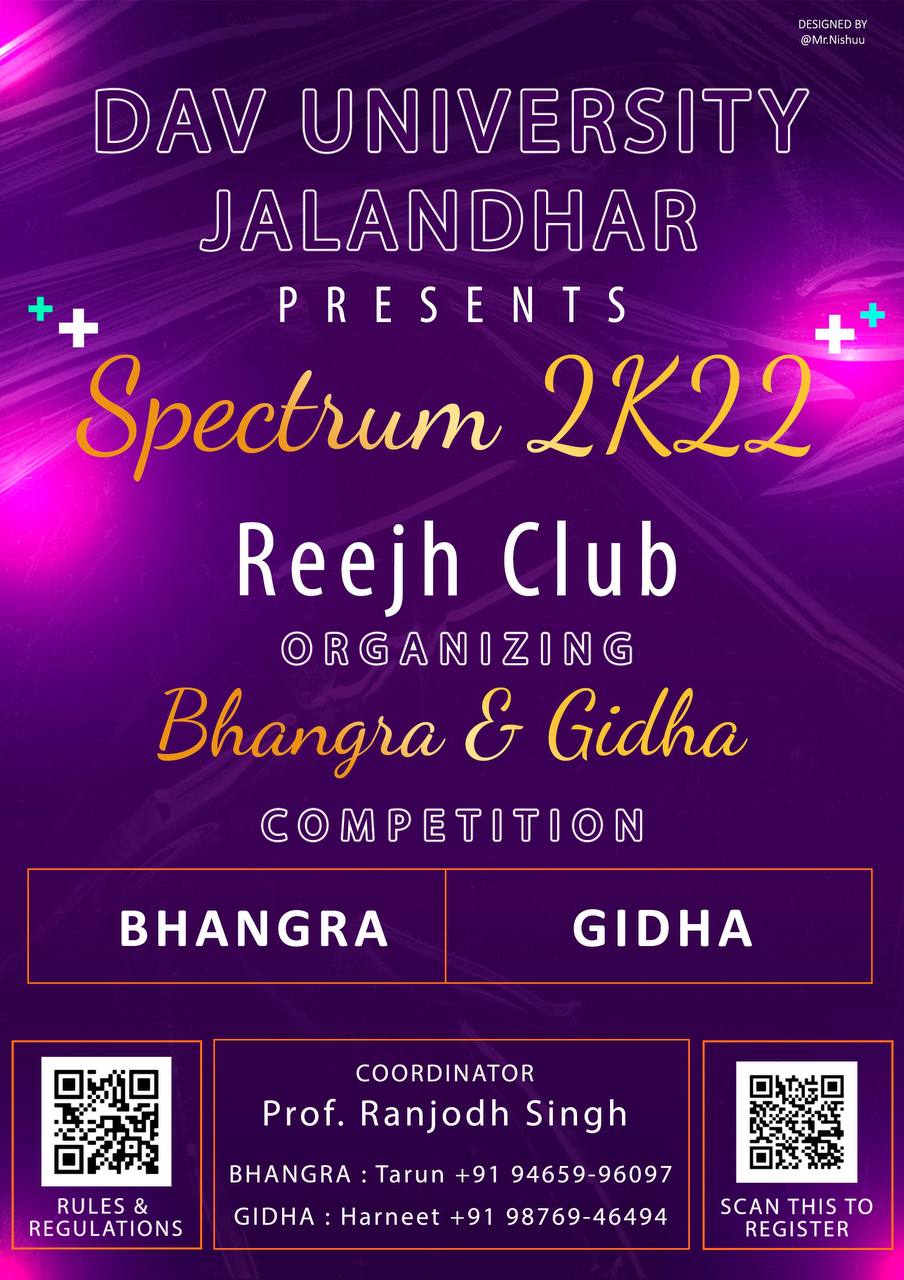 DESIGNED BY
@Mr.Nishuu
DAV UNIVERSITY
JALANDHAR
PRESENTS
Spectrum 2K22
Reejh Club
ORGANIZING
Bhangra & Gidha
COMPETITION
BHANGRA
GIDHA
RULES &
REGULATIONS
COORDINATOR
Prof. Ranjodh Singh
BHANGRA : Tarun +91 94659-96097
GIDHA : Harneet +91 98769-46494
SCAN THIS TO
REGISTER